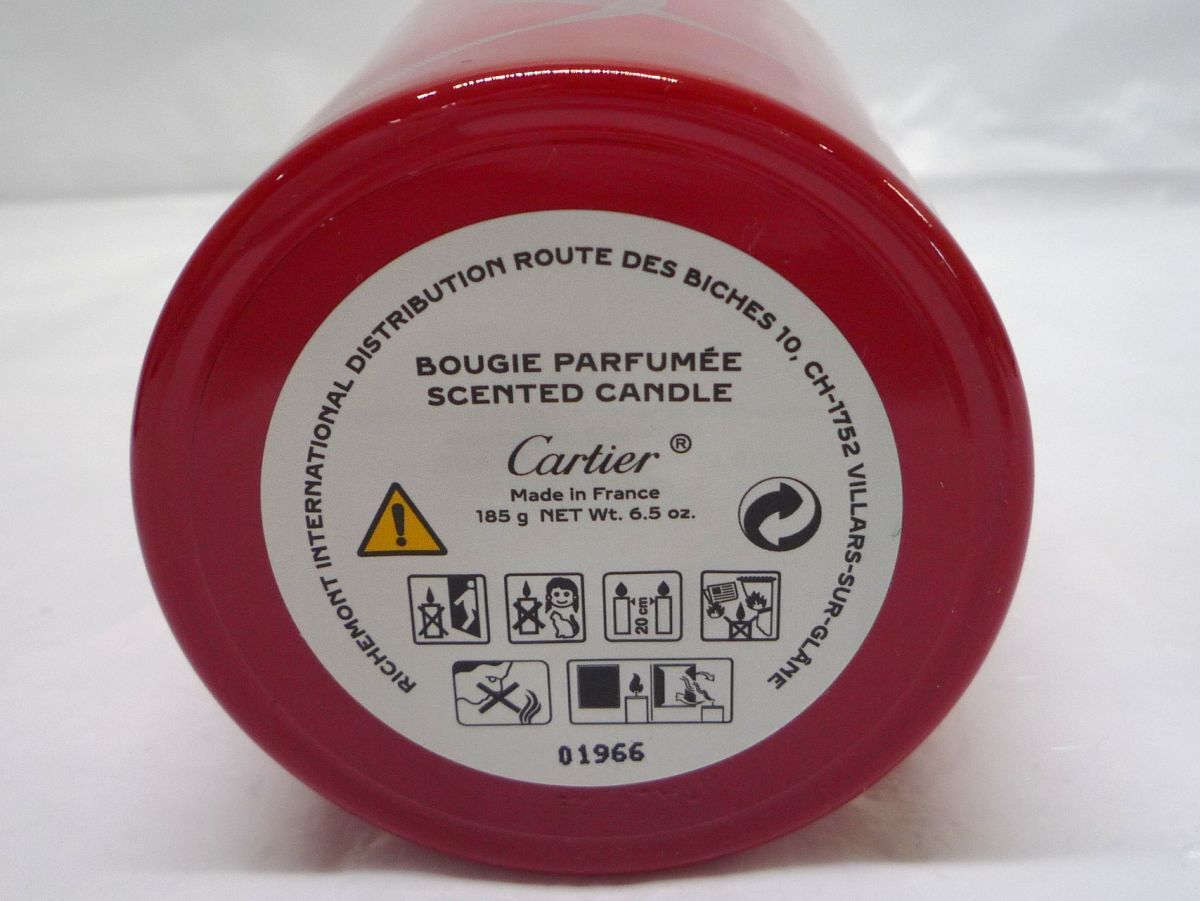 RICHEMONT INTERNATIONAL DISTRIBUTION ROUTE DES BICHES 10, CH-1752 VILLARS-SUR-GLÂNE
BOUGIE PARFUMÉE
SCENTED CANDLE
Cartier ®
Made in France
185 g NET Wt. 6.5 oz.
20 cm
01966